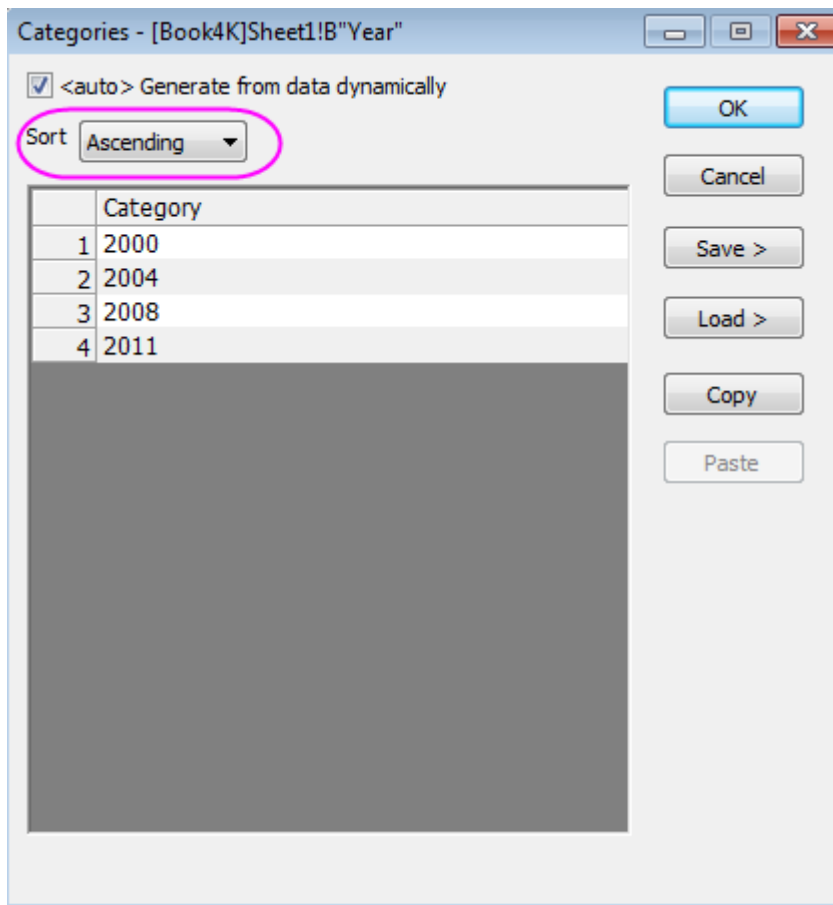 Categories - [Book4K]Sheet1!B"Year"
<auto> Generate from data dynamically
Sort Ascending
Category
1 2000
2 2004
3 2008
4 2011
OK
Cancel
Save >
Load >
Copy
Paste